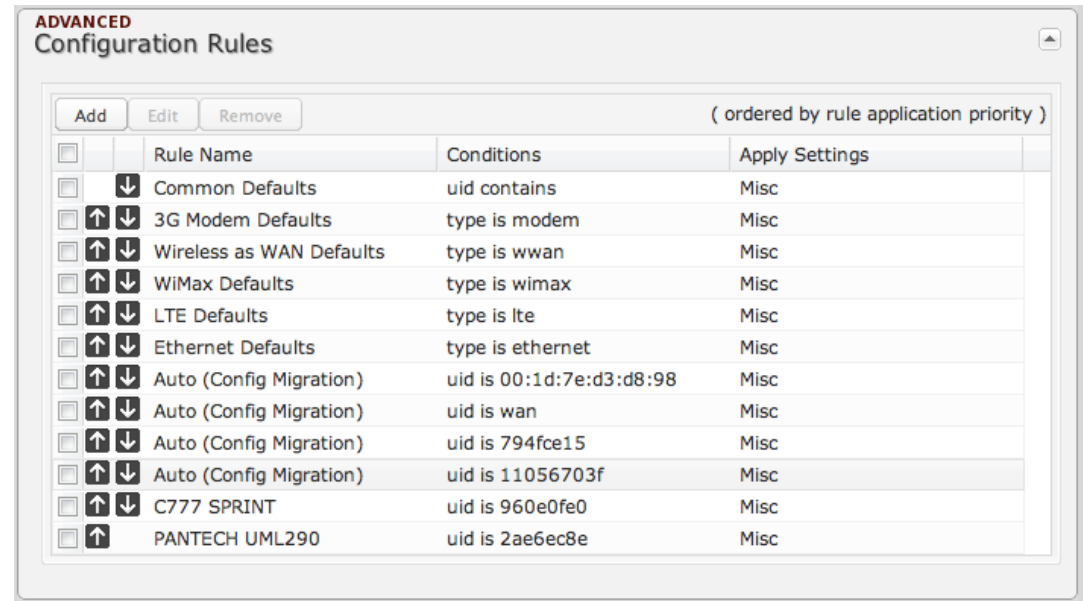 ADVANCED
Configuration Rules
Add Edit Remove ( ordered by rule application priority )
Rule Name Conditions Apply Settings
Common Defaults uid contains Misc
3G Modem Defaults type is modem Misc
Wireless as WAN Defaults type is wwan Misc
WiMax Defaults type is wimax Misc
LTE Defaults type is lte Misc
Ethernet Defaults type is ethernet Misc
Auto (Config Migration) uid is 00:1d:7e:d3:d8:98 Misc
Auto (Config Migration) uid is wan Misc
Auto (Config Migration) uid is 794fce15 Misc
Auto (Config Migration) uid is 11056703f Misc
C777 SPRINT uid is 960e0fe0 Misc
PANTECH UML290 uid is 2ae6ec8e Misc